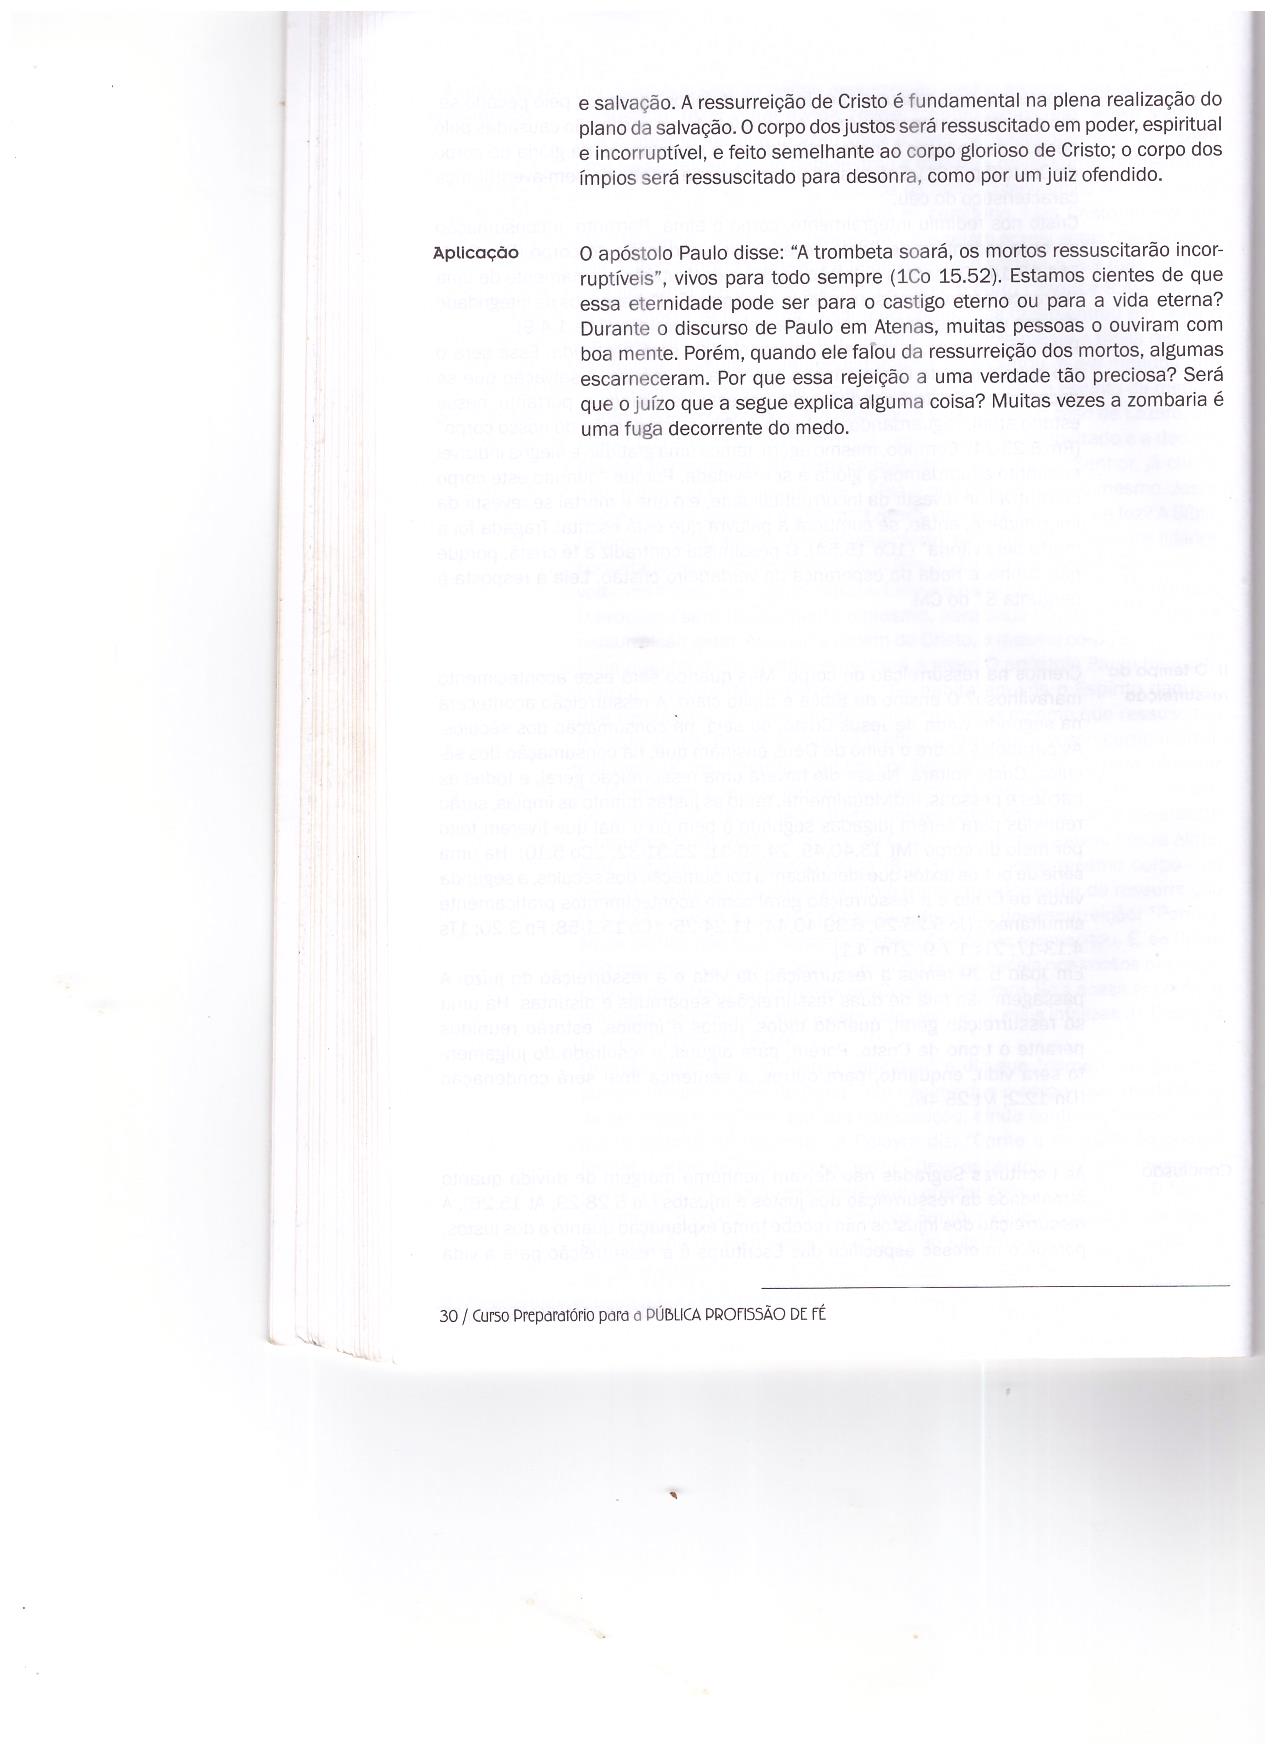 e salvação. A ressurreição de Cristo é fundamental na plena realização do
plano da salvação. O corpo dos justos será ressuscitado em poder, espiritual
e incorruptível, e feito semelhante ao corpo glorioso de Cristo; o corpo dos
ímpios será ressuscitado para desonra, como por um juiz ofendido.
Aplicação O apóstolo Paulo disse: “A trombeta soará, os mortos ressuscitarão incor-
ruptíveis”, vivos para todo sempre (1Co 15.52). Estamos cientes de que
essa eternidade pode ser para o castigo eterno ou para a vida eterna?
Durante o discurso de Paulo em Atenas, muitas pessoas o ouviram com
boa mente. Porém, quando ele falou da ressurreição dos mortos, algumas
escarneceram. Por que essa rejeição a uma verdade tão preciosa? Será
que o juízo que a segue explica alguma coisa? Muitas vezes a zombaria é
uma fuga decorrente do medo.
30 / Curso Preparatório para a PÚBLICA PROFISSÃO DE FÉ